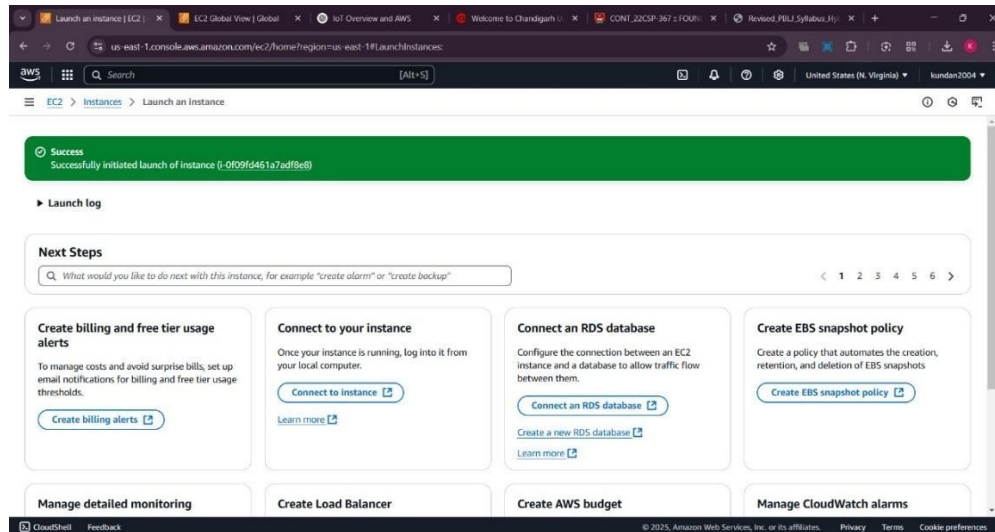 Launch an instance | EC2 |
EC2 Global View | Global
IoT Overview and AWS
Welcome to Chandigarh U
CONT_22CSP-367 :: FOUN
Revised_PBLJ_Syllabus_Hy
us-east-1.console.aws.amazon.com/ec2/home?region=us-east-1#LaunchInstances:
aws
Search
[Alt+S]
United States (N. Virginia)
kundan2004
EC2 > Instances > Launch an instance
Success
Successfully initiated launch of instance (i-0f09fd461a7adf8e8)
Launch log
Next Steps
What would you like to do next with this instance, for example "create alarm" or "create backup"
1 2 3 4 5 6
Create billing and free tier usage
alerts
To manage costs and avoid surprise bills, set up
email notifications for billing and free tier usage
thresholds.
Create billing alerts
Connect to your instance
Once your instance is running, log into it from
your local computer.
Connect to instance
Learn more
Connect an RDS database
Configure the connection between an EC2
instance and a database to allow traffic flow
between them.
Connect an RDS database
Create a new RDS database
Learn more
Create EBS snapshot policy
Create a policy that automates the creation,
retention, and deletion of EBS snapshots
Create EBS snapshot policy
Manage detailed monitoring
Create Load Balancer
Create AWS budget
Manage CloudWatch alarms
CloudShell
Feedback
© 2025, Amazon Web Services, Inc. or its affiliates.
Privacy
Terms
Cookie preferences